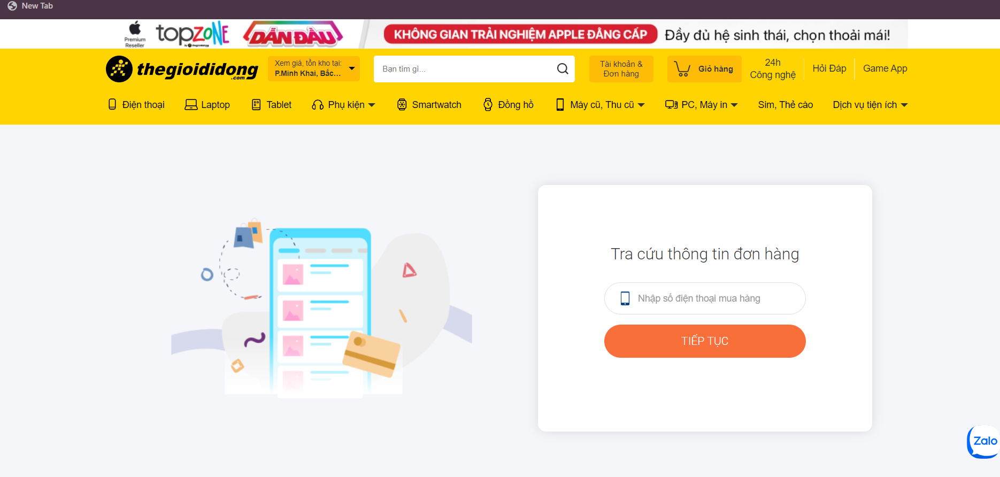 New Tab
Premium
Reseller
topzone
by thegioididong
DẪN ĐẦU
KHÔNG GIAN TRẢI NGHIỆM APPLE ĐẲNG CẤP
Đầy đủ hệ sinh thái, chọn thoải mái!
thegioididong
.com
Xem giá, tồn kho tại:
P.Minh Khai, Bắc...
Bạn tìm gì...
Tài khoản &
Đơn hàng
Giỏ hàng
24h
Công nghệ
Hỏi Đáp
Game App
Điện thoại
Laptop
Tablet
Phụ kiện
Smartwatch
Đồng hồ
Máy cũ, Thu cũ
PC, Máy in
Sim, Thẻ cào
Dịch vụ tiện ích
Tra cứu thông tin đơn hàng
Nhập số điện thoại mua hàng
TIẾP TỤC
Zalo